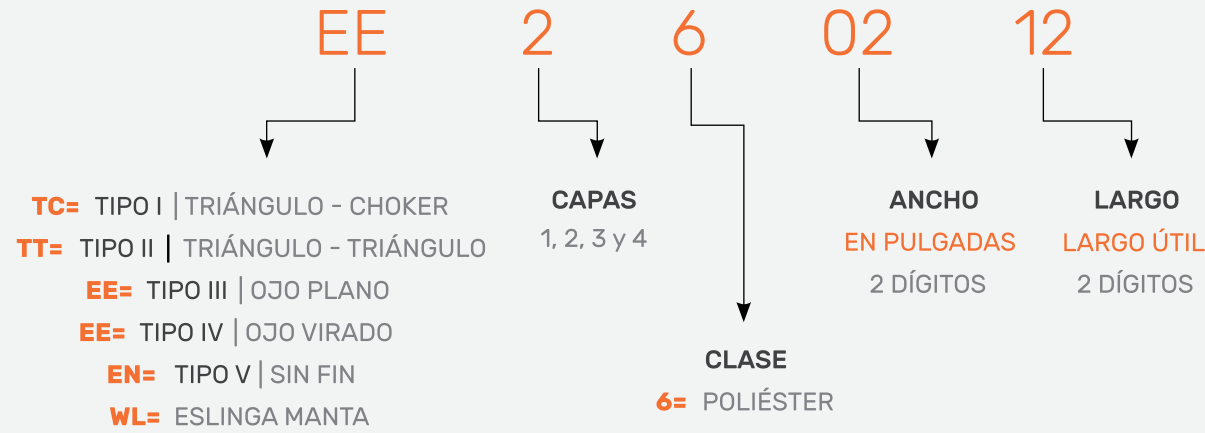 EE 2 6 02 12
TC= TIPO I | TRIÁNGULO - CHOKER
TT= TIPO II | TRIÁNGULO - TRIÁNGULO
EE= TIPO III | OJO PLANO
EE= TIPO IV | OJO VIRADO
EN= TIPO V | SIN FIN
WL= ESLINGA MANTA
CAPAS
1, 2, 3 y 4
CLASE
6= POLIÉSTER
ANCHO
EN PULGADAS
2 DÍGITOS
LARGO
LARGO ÚTIL
2 DÍGITOS